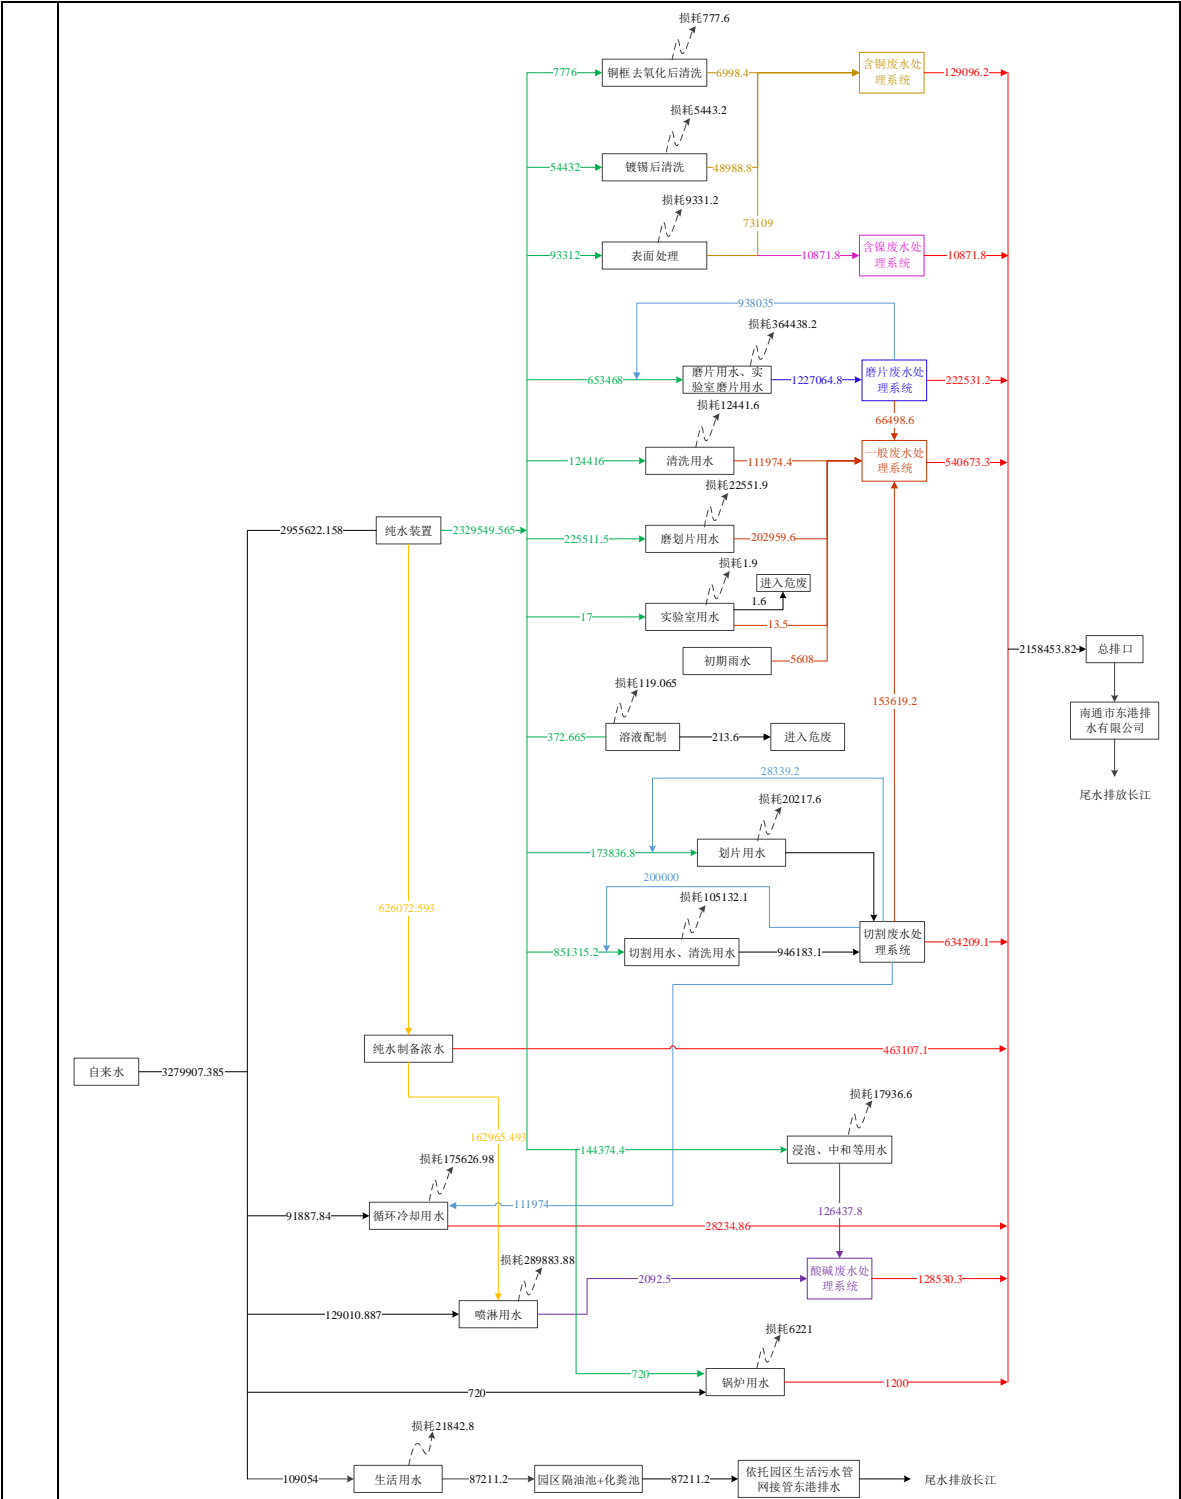 损耗777.6
7776
铜框去氧化后清洗
6998.4
含铜废水处
理系统
129096.2
损耗5443.2
54432
镀锡后清洗
48988.8
损耗9331.2
73109
93312
表面处理
10871.8
含镍废水处
理系统
10871.8
938035
损耗364438.2
653468
磨片用水、实
验室磨片用水
1227064.8
磨片废水处
理系统
222531.2
损耗12441.6
66498.6
124416
清洗用水
111974.4
一般废水处
理系统
540673.3
损耗22551.9
2955622.158
纯水装置
2329549.565
225511.5
磨划片用水
202959.6
损耗1.9
进入危废
1.6
17
实验室用水
13.5
初期雨水
5608
2158453.82
总排口
损耗119.065
153619.2
南通市东港排
水有限公司
372.665
溶液配制
213.6
进入危废
28339.2
尾水排放长江
损耗20217.6
173836.8
划片用水
200000
损耗105132.1
626072.593
851315.2
切割用水、清洗用水
946183.1
切割废水处
理系统
634209.1
纯水制备浓水
463107.1
自来水
3279907.385
损耗17936.6
162965.493
144374.4
浸泡、中和等用水
损耗175626.98
91887.84
循环冷却用水
111974
126437.8
28234.86
损耗289883.88
2092.5
酸碱废水处
理系统
128530.3
129010.887
喷淋用水
损耗6221
720
锅炉用水
1200
720
损耗21842.8
109054
生活用水
87211.2
园区隔油池+化粪池
87211.2
依托园区生活污水管
网接管东港排水
尾水排放长江